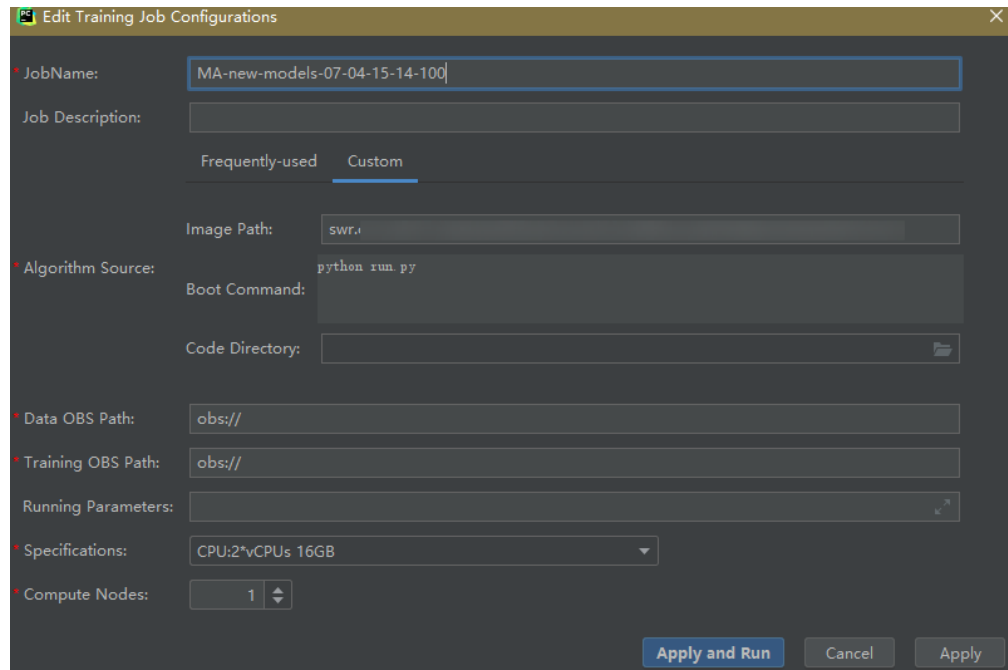 PC
Edit Training Job Configurations
* JobName: MA-new-models-07-04-15-14-100
Job Description:
Frequently-used Custom
Image Path: swr.
* Algorithm Source:
python run.py
Boot Command:
Code Directory:
* Data OBS Path: obs://
* Training OBS Path: obs://
Running Parameters:
* Specifications: CPU:2*vCPUs 16GB
* Compute Nodes: 1
Apply and Run Cancel Apply